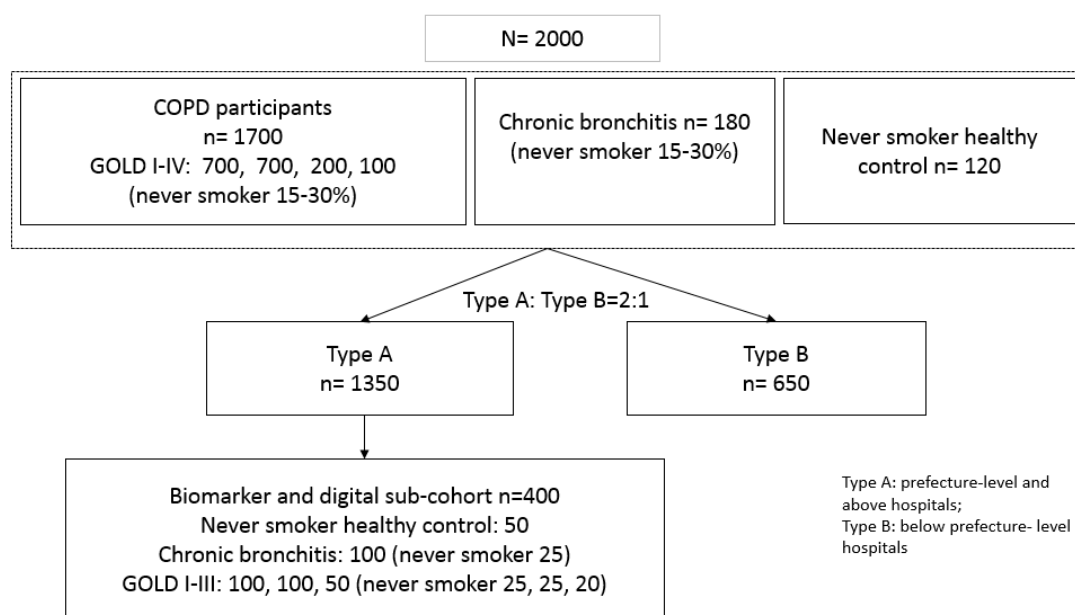 N= 2000
COPD participants
n= 1700
GOLD I-IV:  700,  700,  200, 100
(never smoker 15-30%)
Chronic bronchitis n= 180
(never smoker 15-30%)
Never smoker healthy
control n= 120
Type A: Type B=2:1
Type A
n= 1350
Type B
n= 650
Biomarker and digital sub-cohort n=400
Never smoker healthy control: 50
Chronic bronchitis: 100 (never smoker 25)
GOLD I-III: 100, 100, 50 (never smoker 25, 25, 20)
Type A: prefecture-level and
above hospitals;
Type B: below prefecture- level
hospitals